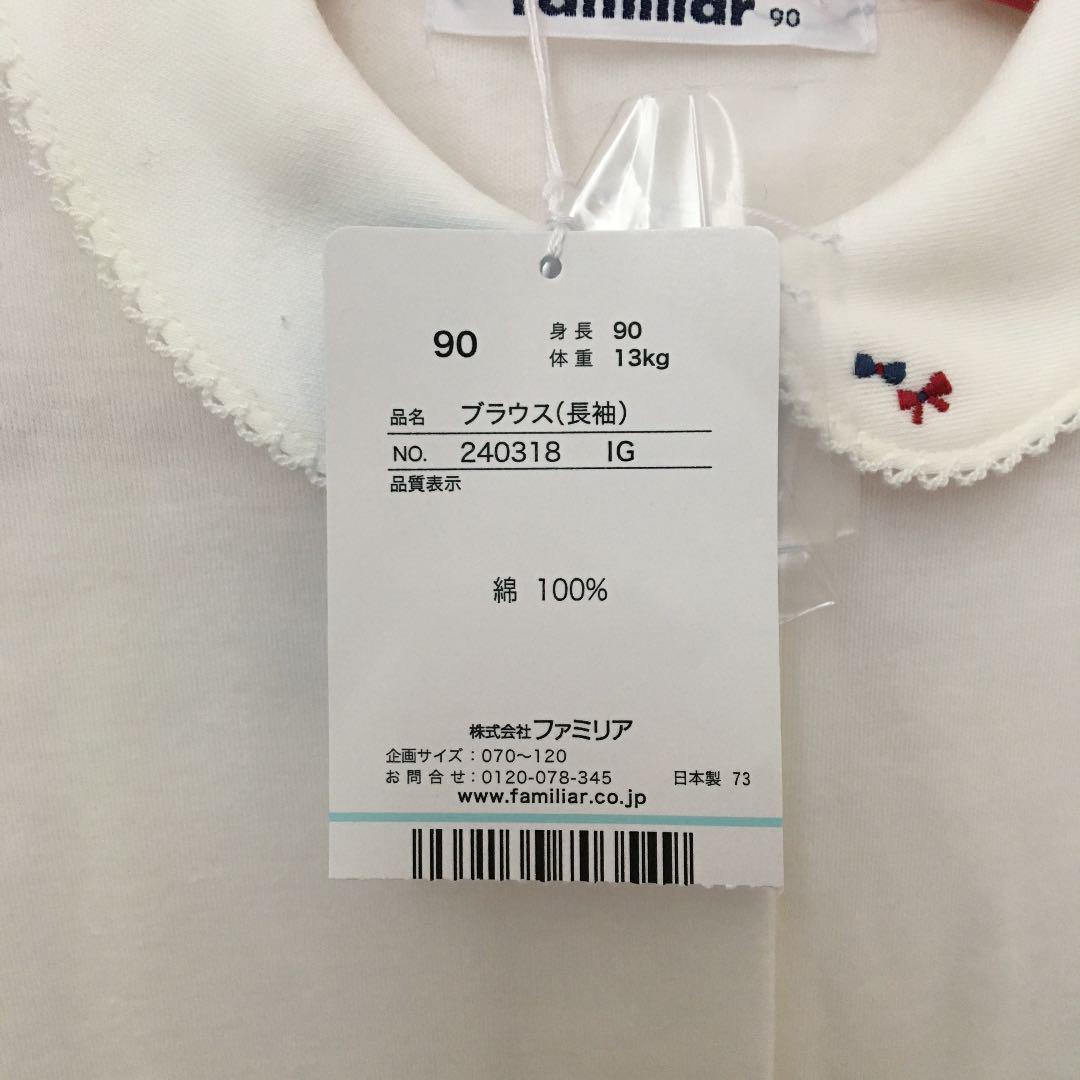 familiar 90
90
身長 90
体重 13kg
品名 ブラウス(長袖)
NO. 240318 IG
品質表示
綿 100%
株式会社ファミリア
企画サイズ:070~120
お問合せ:0120-078-345 日本製 73
www.familiar.co.jp